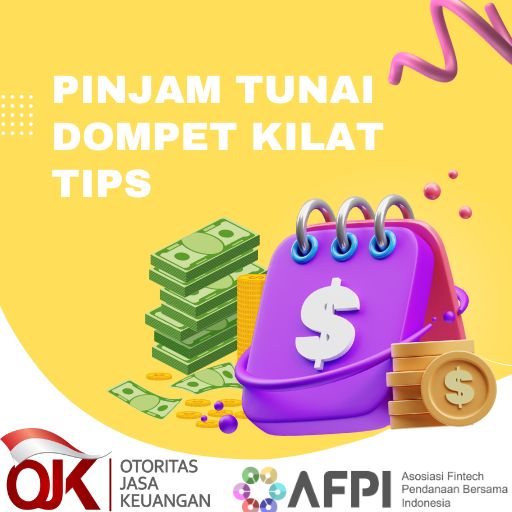 PINJAM TUNAI
DOMPET KILAT
TIPS
$
$
OJK
OTORITAS
JASA
KEUANGAN
AFPI
Asosiasi Fintech
Pendanaan Bersama
Indonesia